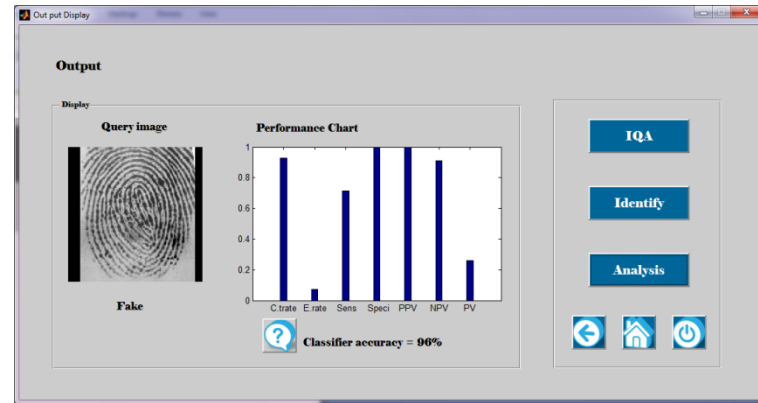 Out put Display
Output
Display
Query image
Fake
Performance Chart
1
0.8
0.6
0.4
0.2
0
C.trate E.rate Sens Speci PPV NPV PV
?
Classifier accuracy = 96%
IQA
Identify
Analysis